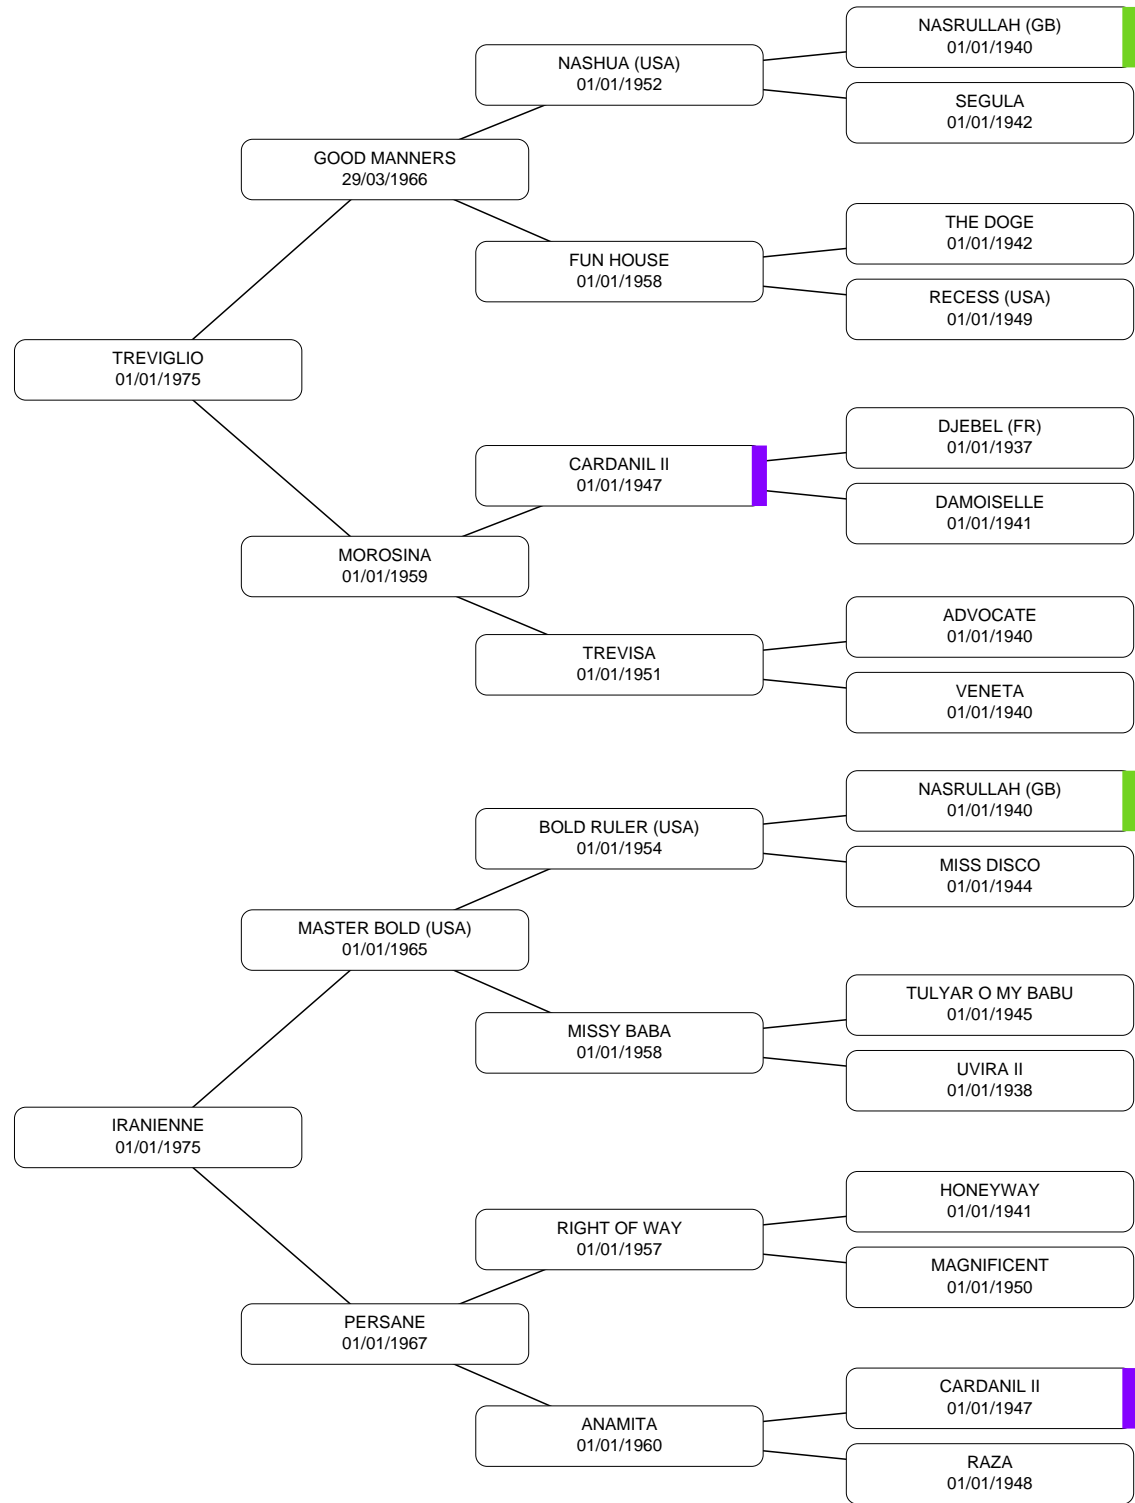 NASRULLAH (GB)
01/01/1940
NASHUA (USA)
01/01/1952
SEGULA
01/01/1942
GOOD MANNERS
29/03/1966
THE DOGE
01/01/1942
FUN HOUSE
01/01/1958
RECESS (USA)
01/01/1949
TREVIGLIO
01/01/1975
DJEBEL (FR)
01/01/1937
CARDANIL II
01/01/1947
DAMOISELLE
01/01/1941
MOROSINA
01/01/1959
ADVOCATE
01/01/1940
TREVISA
01/01/1951
VENETA
01/01/1940
NASRULLAH (GB)
01/01/1940
BOLD RULER (USA)
01/01/1954
MISS DISCO
01/01/1944
MASTER BOLD (USA)
01/01/1965
TULYAR O MY BABU
01/01/1945
MISSY BABA
01/01/1958
UVIRA II
01/01/1938
IRANIENNE
01/01/1975
HONEYWAY
01/01/1941
RIGHT OF WAY
01/01/1957
MAGNIFICENT
01/01/1950
PERSANE
01/01/1967
CARDANIL II
01/01/1947
ANAMITA
01/01/1960
RAZA
01/01/1948